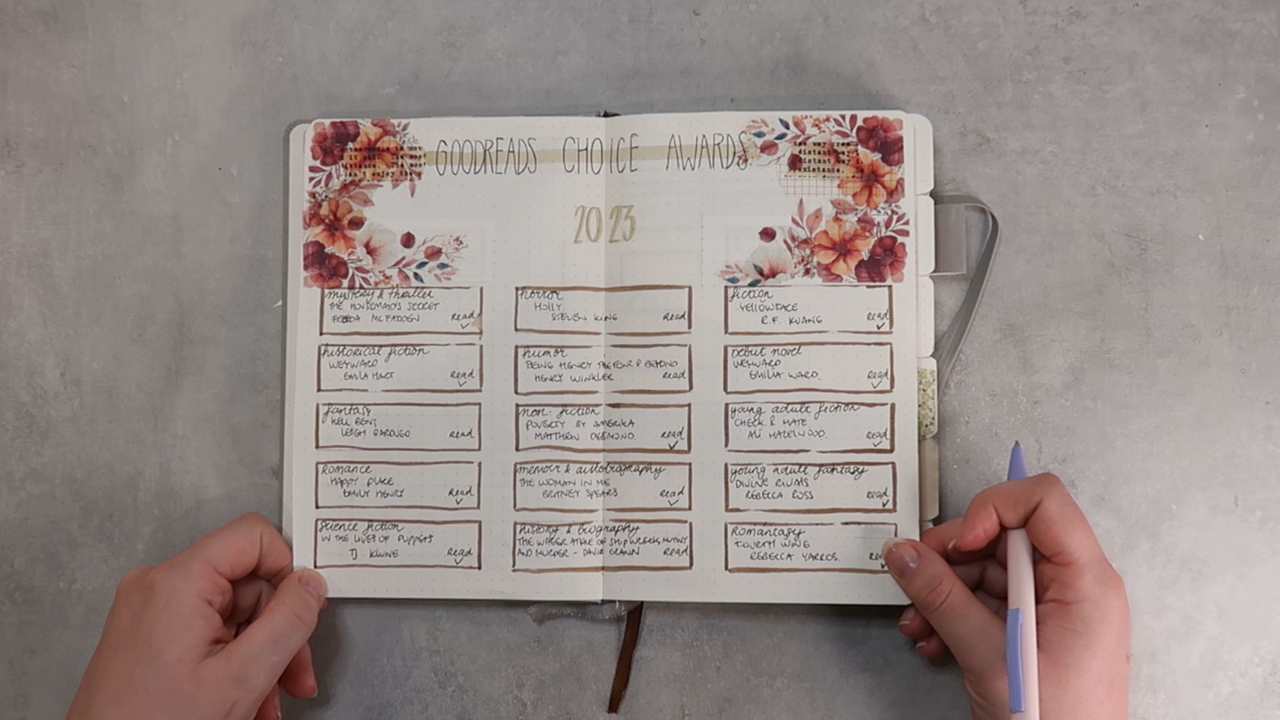 GOODREADS CHOICE AWARDS
2023
mystery & thriller
THE HOUSEMAID'S SECRET
FREIDA MCFADDEN Read
historical fiction
WEYWARD
EMILIA HART Read
fantasy
HELL BENT
LEIGH BARDUGO Read
Romance
HAPPY PLACE
EMILY HENRY Read
Science fiction
IN THE LIVES OF PUPPETS
TJ KLUNE Read
horror
HOLLY
STEVEN KING Read
humor
BEING HENRY THE FONZ & BEYOND
HENRY WINKLER Read
non. fiction
POVERTY BY AMERIKA
MATTHEW DESMOND. Read
memoir & autobiography
THE WOMAN IN ME
BRITNEY SPEARS Read
history & biography
THE WAGER A TALE OF SHIPWRECK, MUTINY
AND MURDER - DAVID GRANN Read
fiction
YELLOWFACE
R.F. KUANG Read
Debut novel
WEYWARD
EMILIA WARD. Read
young adult fiction
CHECK & MATE
ALI HAZELWOOD. Read
young adult fantasy
DIVINE RIVALS
REBECCA ROSS Read
Romantasy
FOURTH WING
REBECCA YARROS.